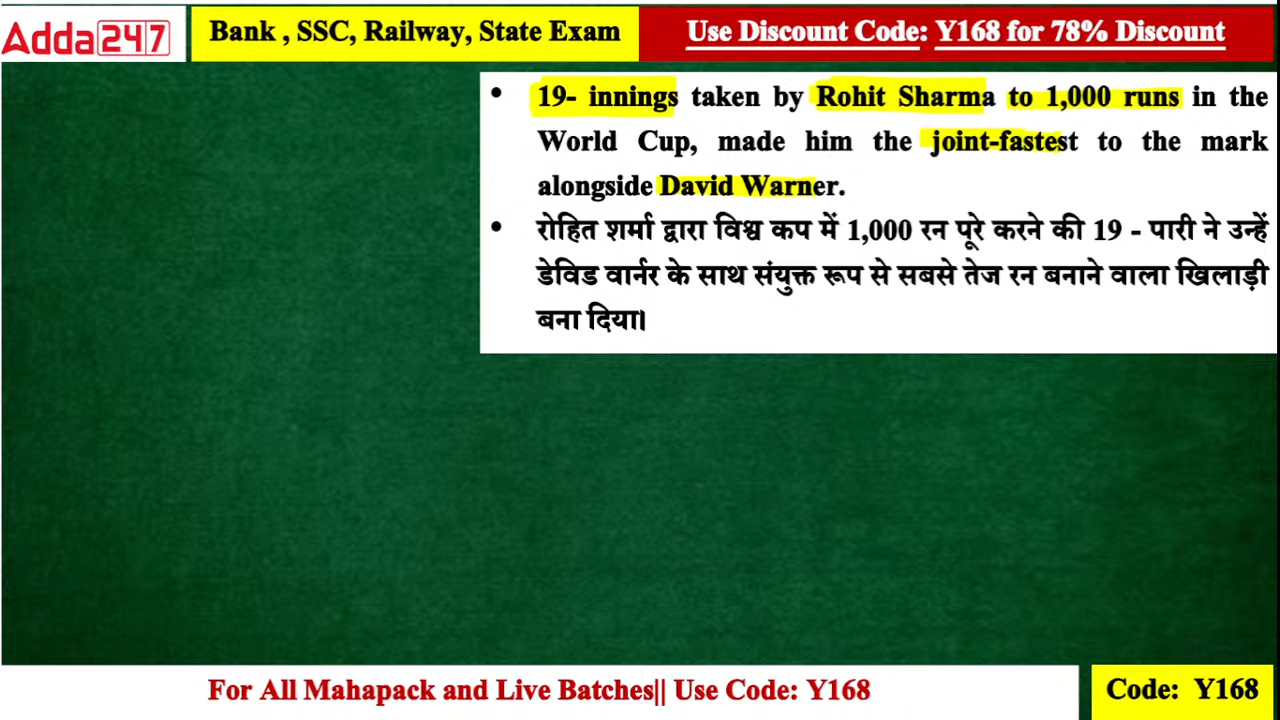 Adda247
Bank , SSC, Railway, State Exam
Use Discount Code: Y168 for 78% Discount
• 19- innings taken by Rohit Sharma to 1,000 runs in the
World Cup, made him the joint-fastest to the mark
alongside David Warner.
• रोहित शर्मा द्वारा विश्व कप में 1,000 रन पूरे करने की 19 - पारी ने उन्हें
डेविड वार्नर के साथ संयुक्त रूप से सबसे तेज रन बनाने वाला खिलाड़ी
बना दिया।
For All Mahapack and Live Batches|| Use Code: Y168
Code: Y168